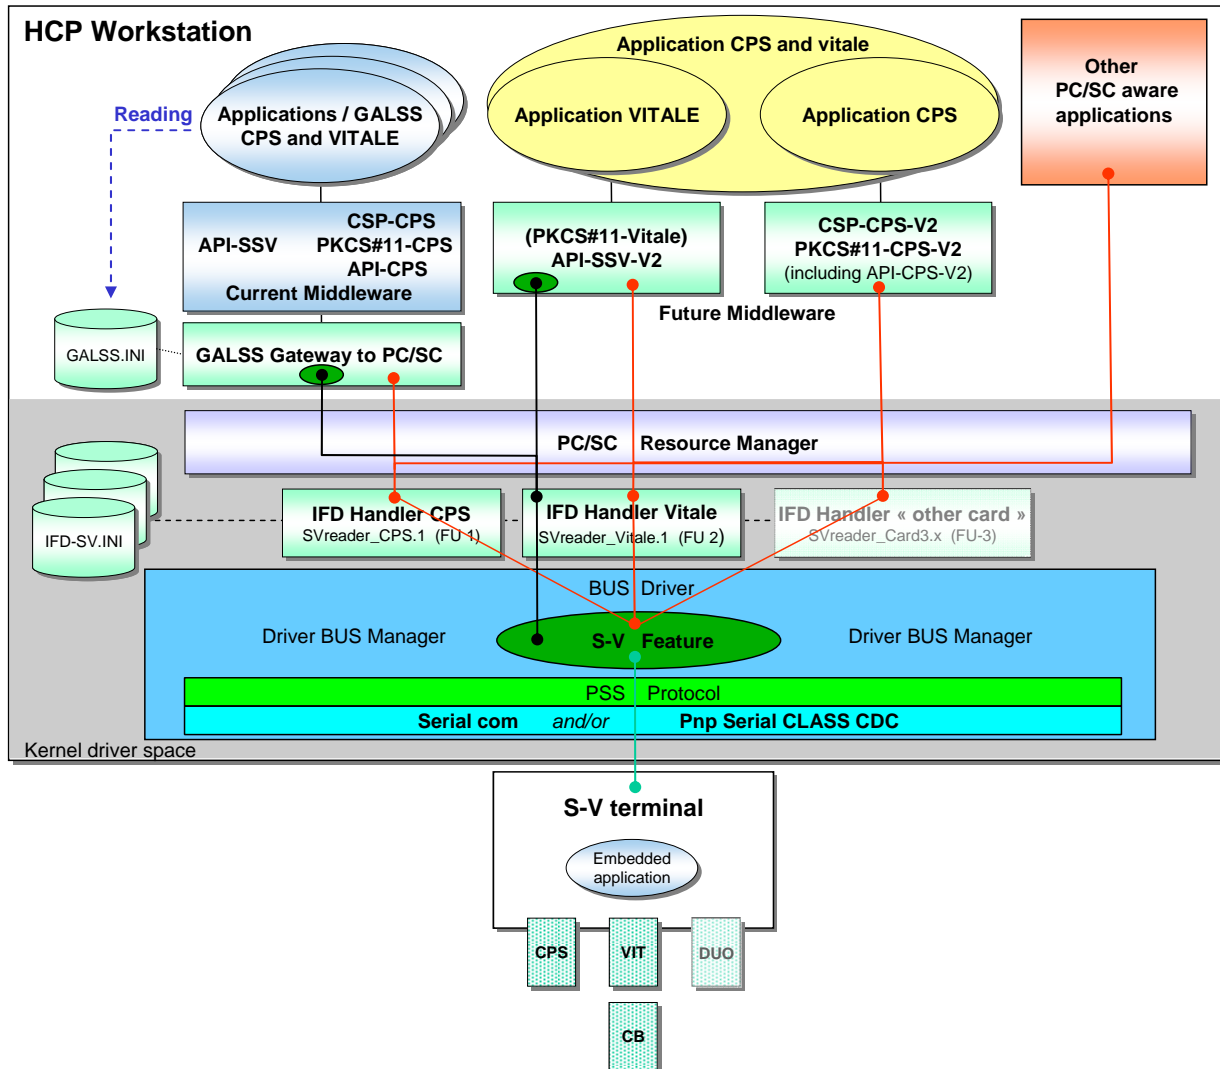 HCP Workstation
Reading
Applications / GALSS
CPS and VITALE
Application CPS and vitale
Application VITALE
Application CPS
Other
PC/SC aware
applications
CSP-CPS
API-SSV PKCS#11-CPS
API-CPS
Current Middleware
(PKCS#11-Vitale)
API-SSV-V2
CSP-CPS-V2
PKCS#11-CPS-V2
(including API-CPS-V2)
Future Middleware
GALSS.INI
GALSS Gateway to PC/SC
PC/SC Resource Manager
IFD-SV.INI
IFD Handler CPS
SVreader_CPS.1 (FU 1)
IFD Handler Vitale
SVreader_Vitale.1 (FU 2)
IFD Handler « other card »
SVreader_Card3.x (FU-3)
BUS Driver
Driver BUS Manager
S-V Feature
Driver BUS Manager
PSS Protocol
Serial com and/or Pnp Serial CLASS CDC
Kernel driver space
S-V terminal
Embedded
application
CPS
VIT
DUO
CB